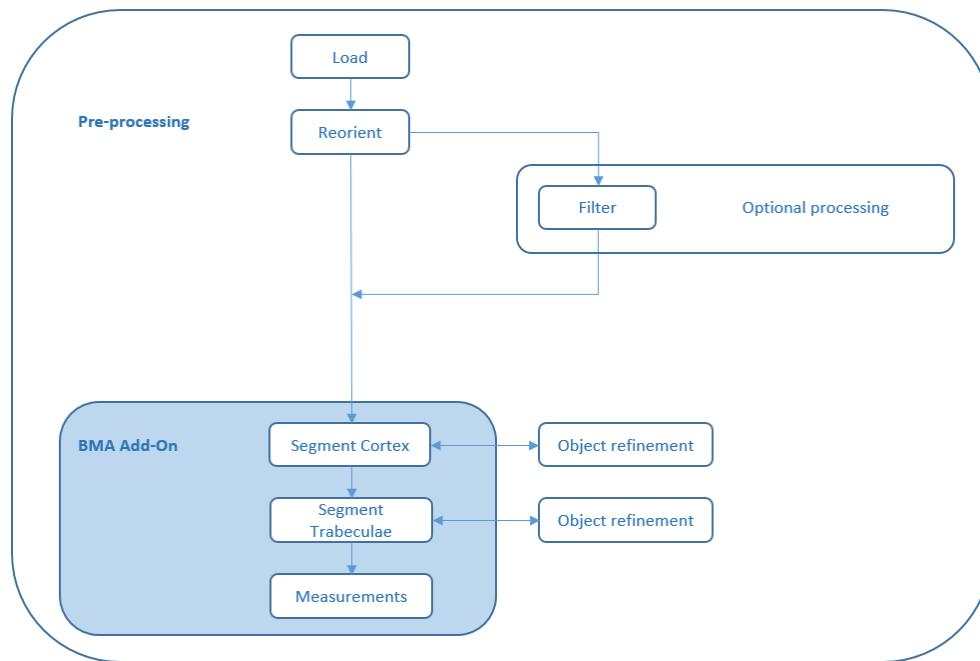 Load
Pre-processing
Reorient
Filter
Optional processing
BMA Add-On
Segment Cortex
Object refinement
Segment
Trabeculae
Object refinement
Measurements